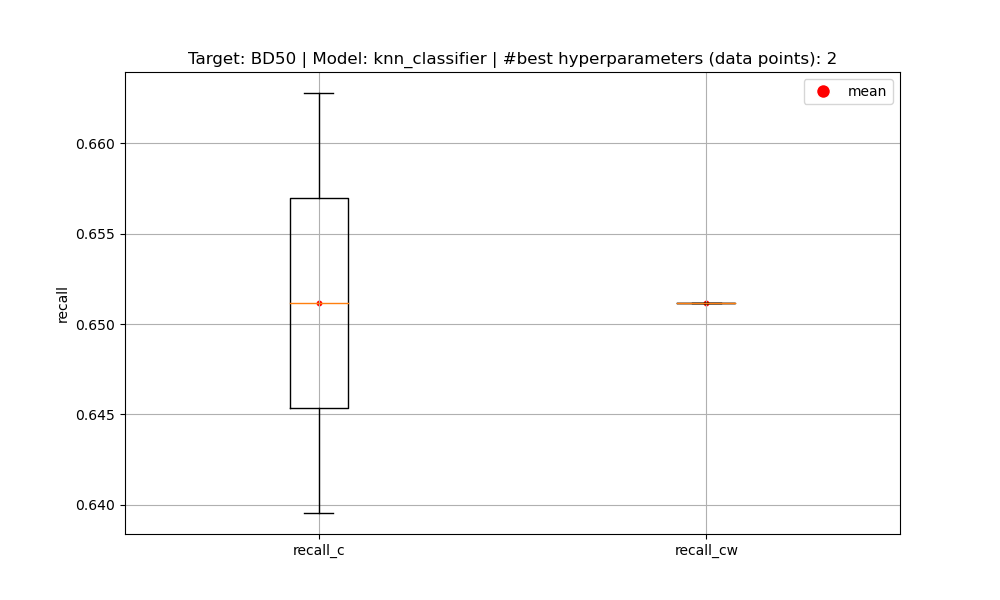 Target: BD50 | Model: knn_classifier | #best hyperparameters (data points): 2
mean
0.660
0.655
0.650
0.645
0.640
recall
recall_c
recall_cw